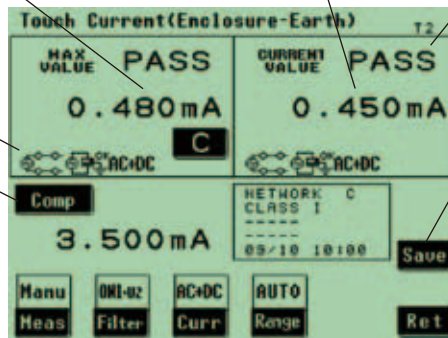 Touch Current(Enclosure-Earth) T2
MAX VALUE PASS
0.480mA
C
AC+DC
CURRENT VALUE PASS
0.450mA
AC+DC
Comp
3.500mA
NETWORK C
CLASS I
-----
-----
09/10 10:00
Save
Manu
Meas
Filter
AC+DC
Curr
AUTO
Range
Ret